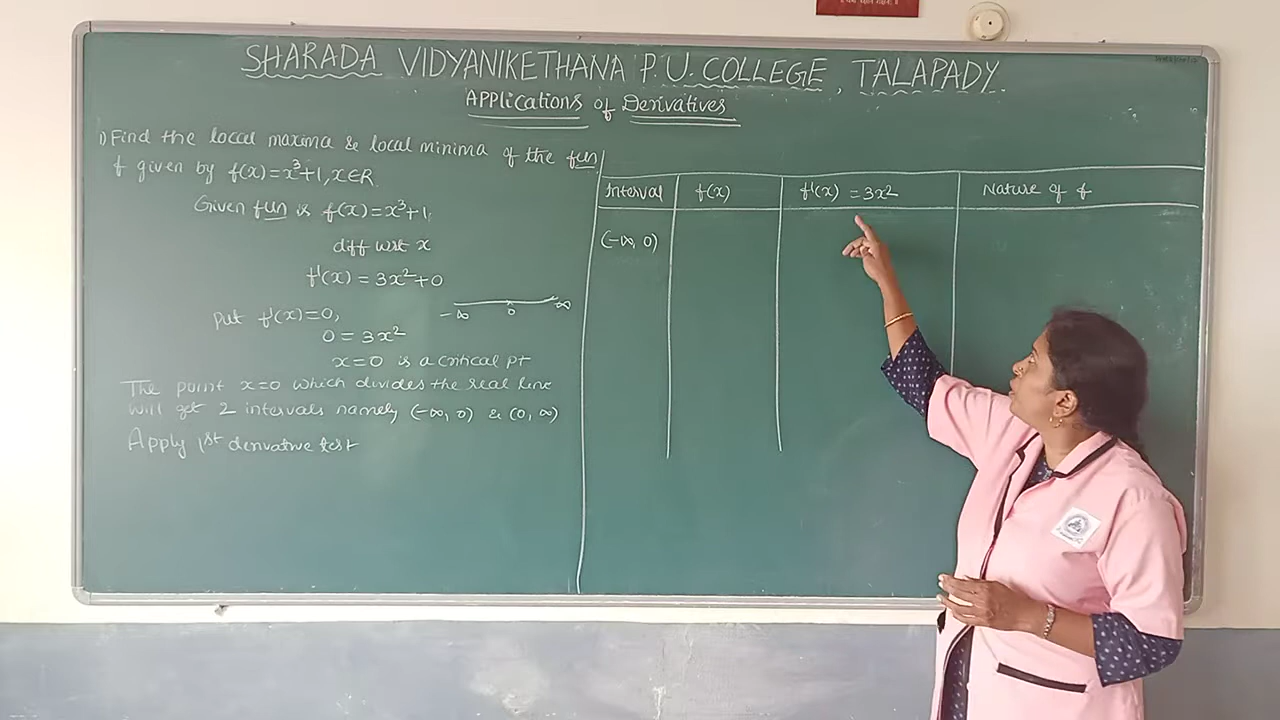 SHARADA VIDYANIKETHANA P.U. COLLEGE, TALAPADY.
APPLICATIONS of DERIVATIVES
1) Find the local maxima & local minima of the fun
f given by f(x)=x³+1, x∈R
Given fun is f(x)=x³+1
diff wrt x
f'(x) = 3x²+0
-∞ 0 ∞
Put f'(x)=0,
0 = 3x²
x=0 is a critical pt
The point x=0 which divides the real line
will get 2 intervals namely (-∞, 0) & (0, ∞)
Apply 1st derivative test
Interval f(x) f'(x) = 3x² Nature of f
(-∞, 0)